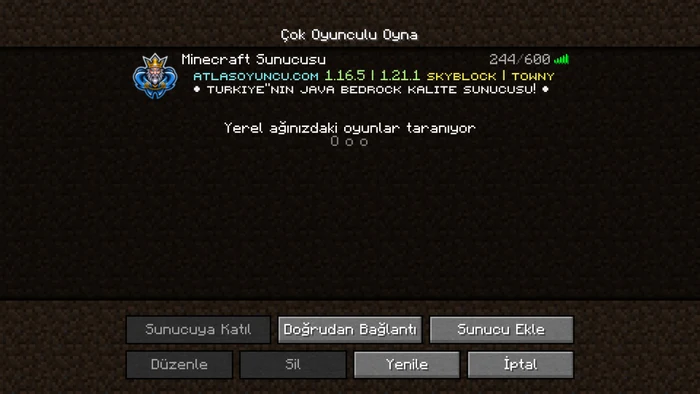 Çok Oyunculu Oyna
Minecraft Sunucusu 244/600
ATLASOYUNCU.COM 1.16.5 | 1.21.1 SKYBLOCK | TOWNY
• TURKIYE"NIN JAVA BEDROCK KALITE SUNUCUSU! •
Yerel ağınızdaki oyunlar taranıyor
O o o
Sunucuya Katıl Doğrudan Bağlantı Sunucu Ekle
Düzenle Sil Yenile İptal